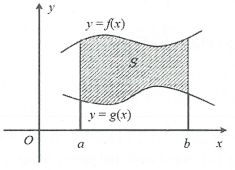 y
y = f(x)
S
y = g(x)
O a b x